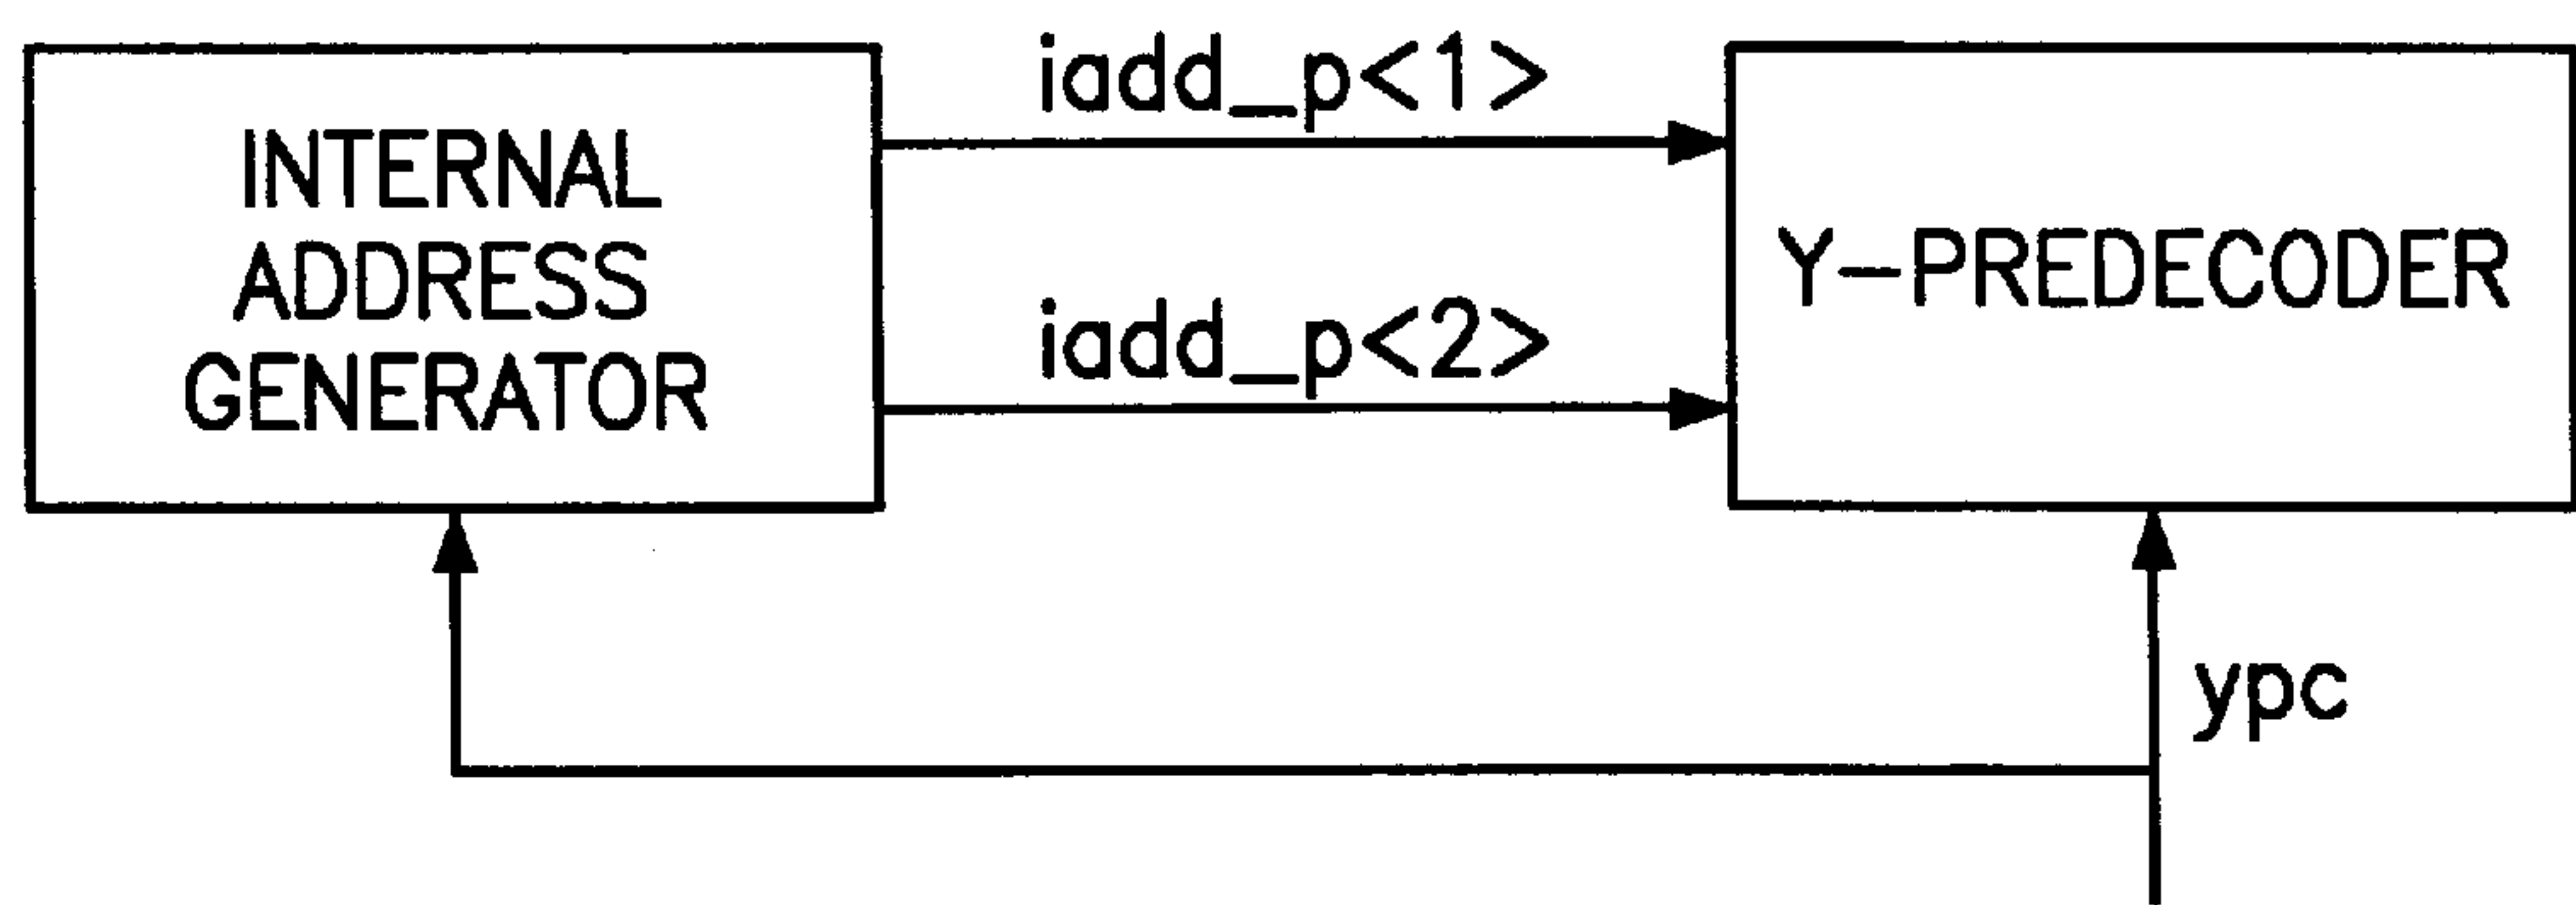 INTERNAL
ADDRESS
GENERATOR
iadd_p<1>
iadd_p<2>
Y-PREDECODER
ypc